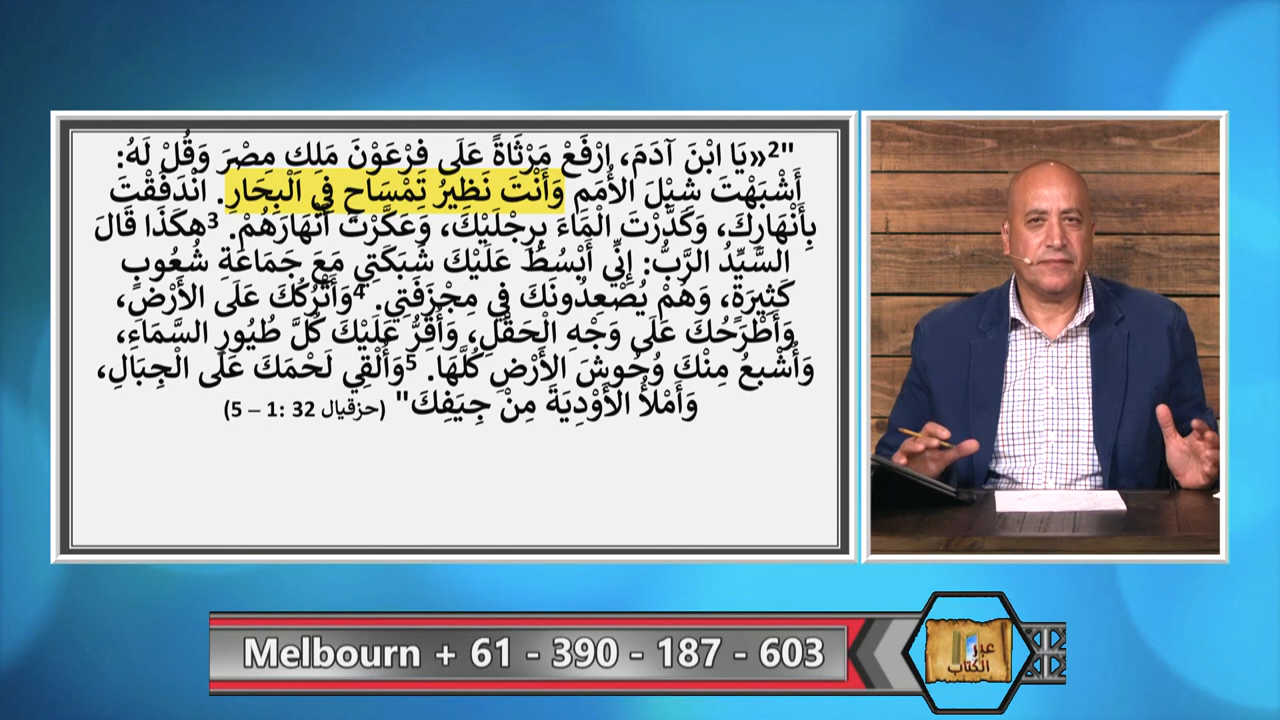 "2«يَا ابْنَ آدَمَ، ارْفَعْ مَرْثَاةً عَلَى فِرْعَوْنَ مَلِكِ مِصْرَ وَقُلْ لَهُ:
أَشْبَهْتَ شِبْلَ الأُمَمِ وَأَنْتَ نَظِيرُ تِمْسَاحٍ فِي الْبِحَارِ. انْدَفَقْتَ
بِأَنْهَارِكَ، وَكَدَّرْتَ الْمَاءَ بِرِجْلَيْكَ، وَعَكَّرْتَ أَنْهَارَهُمْ. 3هكَذَا قَالَ
السَّيِّدُ الرَّبُّ: إِنِّي أَبْسُطُ عَلَيْكَ شَبَكَتِي مَعَ جَمَاعَةِ شُعُوبٍ
كَثِيرَةٍ، وَهُمْ يُصْعِدُونَكَ فِي مِجْزَفَتِي. 4وَأَتْرُكُكَ عَلَى الأَرْضِ،
وَأَطْرَحُكَ عَلَى وَجْهِ الْحَقْلِ، وَأُقِرُّ عَلَيْكَ كُلَّ طُيُورِ السَّمَاءِ،
وَأُشْبِعُ مِنْكَ وُحُوشَ الأَرْضِ كُلَّهَا. 5وَأُلْقِي لَحْمَكَ عَلَى الْجِبَالِ،
وَأَمْلأُ الأَوْدِيَةَ مِنْ جِيَفِكَ" (حزقيال 32 :1 – 5)
Melbourn + 61 - 390 - 187 - 603
عبر
الكتاب